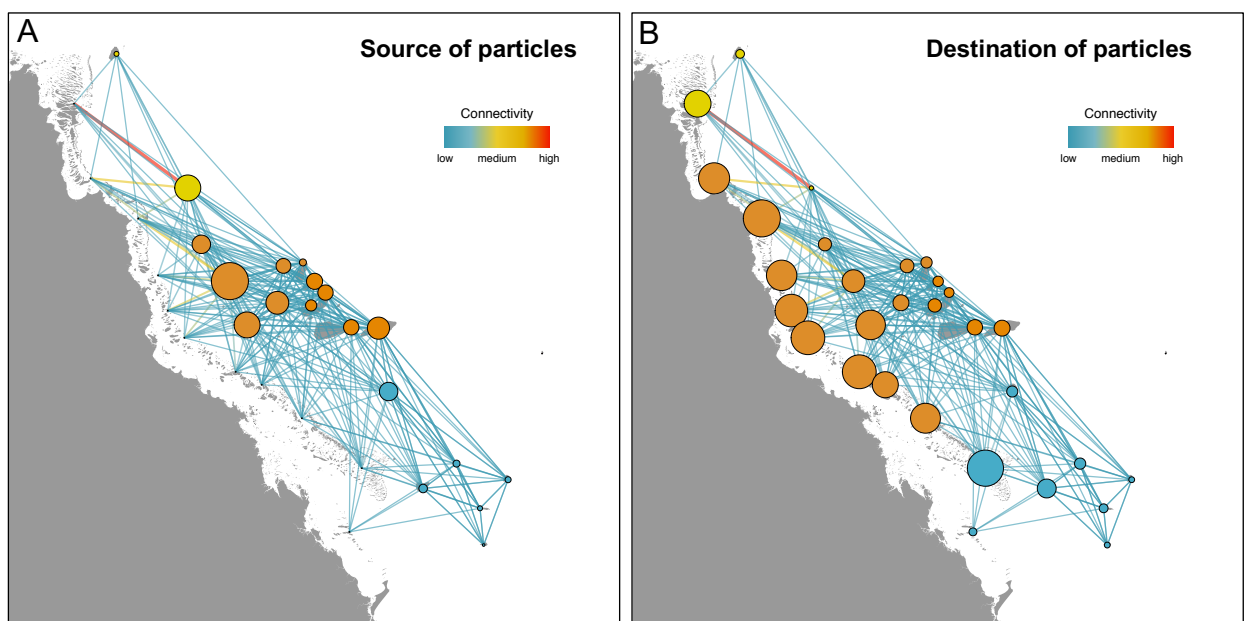 A
Source of particles
Connectivity
low medium high
B
Destination of particles
Connectivity
low medium high